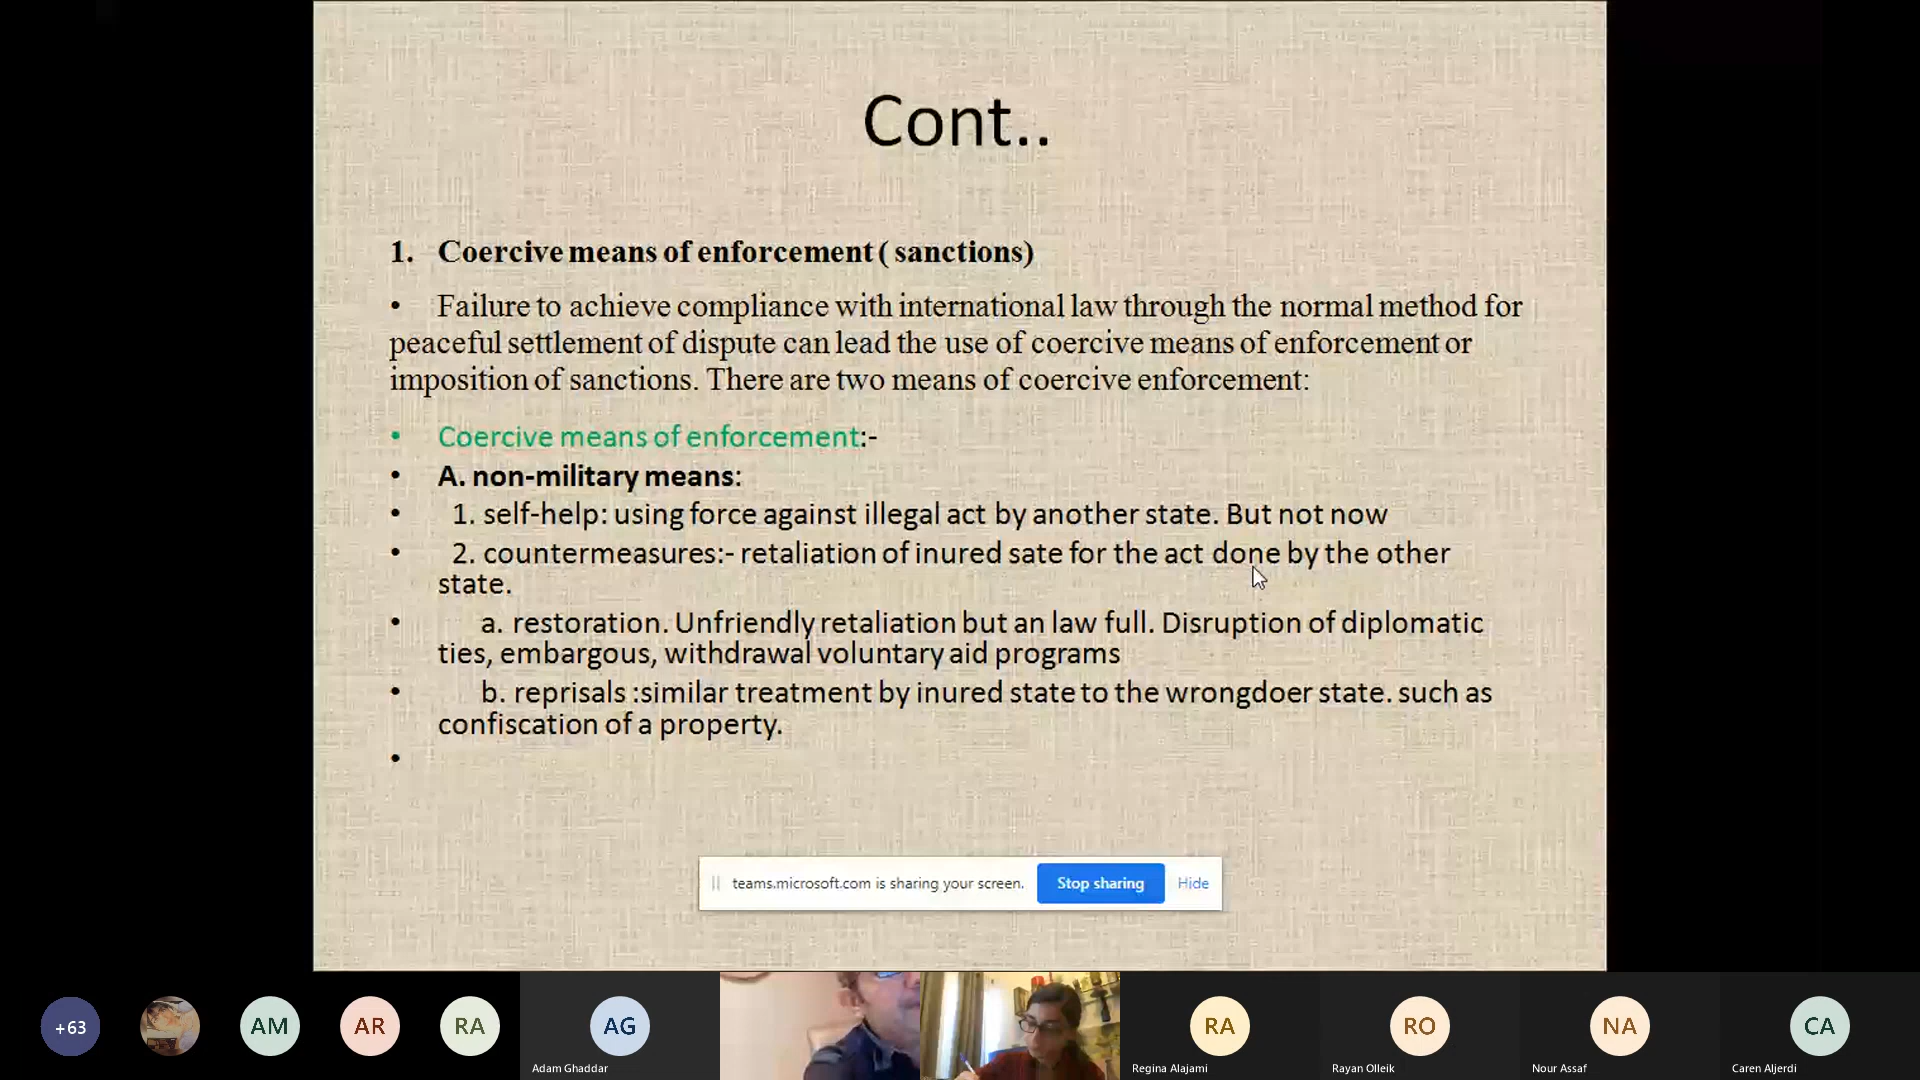 Cont..
1. Coercive means of enforcement ( sanctions)
• Failure to achieve compliance with international law through the normal method for
peaceful settlement of dispute can lead the use of coercive means of enforcement or
imposition of sanctions. There are two means of coercive enforcement:
• Coercive means of enforcement:-
• A. non-military means:
• 1. self-help: using force against illegal act by another state. But not now
• 2. countermeasures:- retaliation of inured sate for the act done by the other
state.
• a. restoration. Unfriendly retaliation but an law full. Disruption of diplomatic
ties, embargous, withdrawal voluntary aid programs
• b. reprisals :similar treatment by inured state to the wrongdoer state. such as
confiscation of a property.
•
teams.microsoft.com is sharing your screen. Stop sharing Hide
+63 AM AR RA AG RA RO NA CA
Adam Ghaddar Regina Alajami Rayan Olleik Nour Assaf Caren Aljerdi